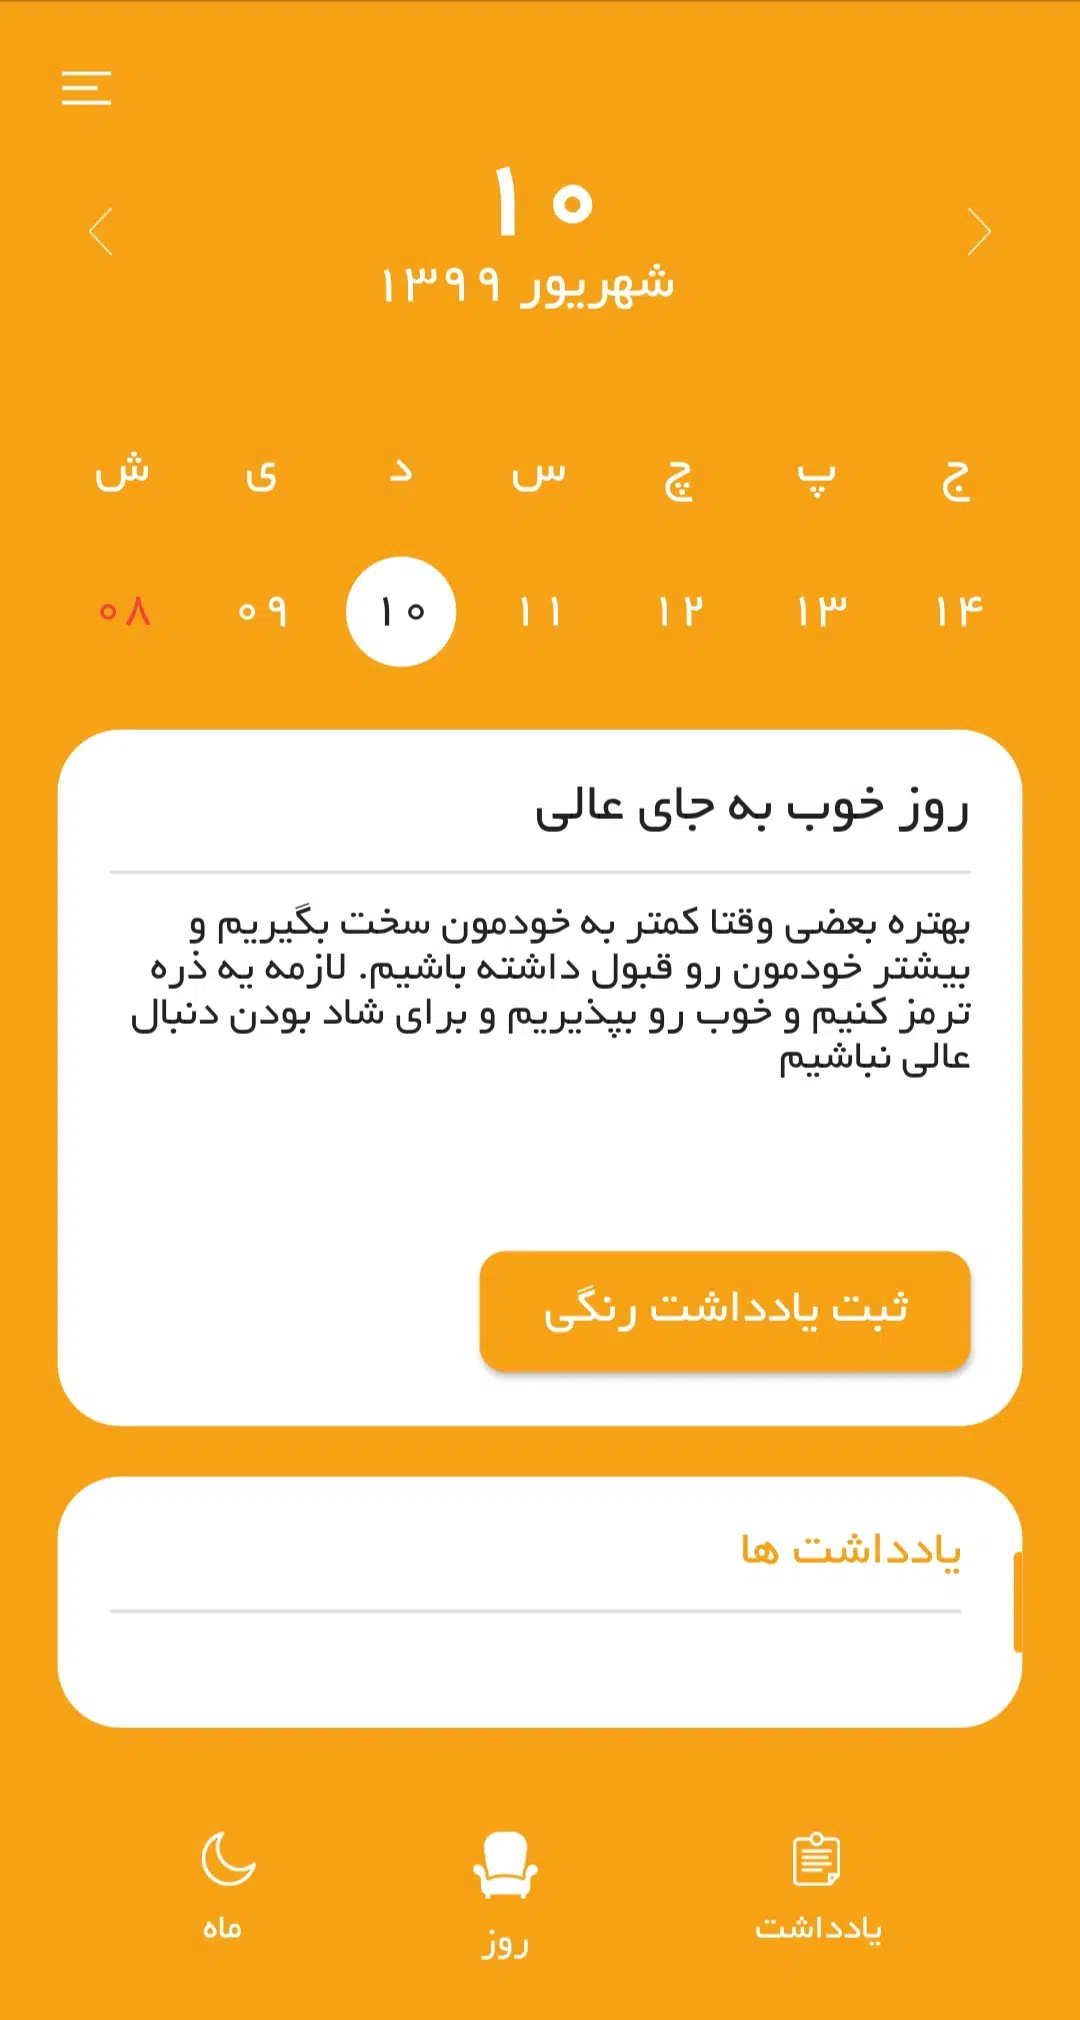 ۱۰
شهریور ۱۳۹۹
ش ی د س چ پ ج
۰۸ ۰۹ ۱۰ ۱۱ ۱۲ ۱۳ ۱۴
روز خوب به جای عالی
بهتره بعضی وقتا کمتر به خودمون سخت بگیریم و
بیشتر خودمون رو قبول داشته باشیم. لازمه یه ذره
ترمز کنیم و خوب رو بپذیریم و برای شاد بودن دنبال
عالی نباشیم
ثبت یادداشت رنگی
یادداشت ها
یادداشت
روز
ماه